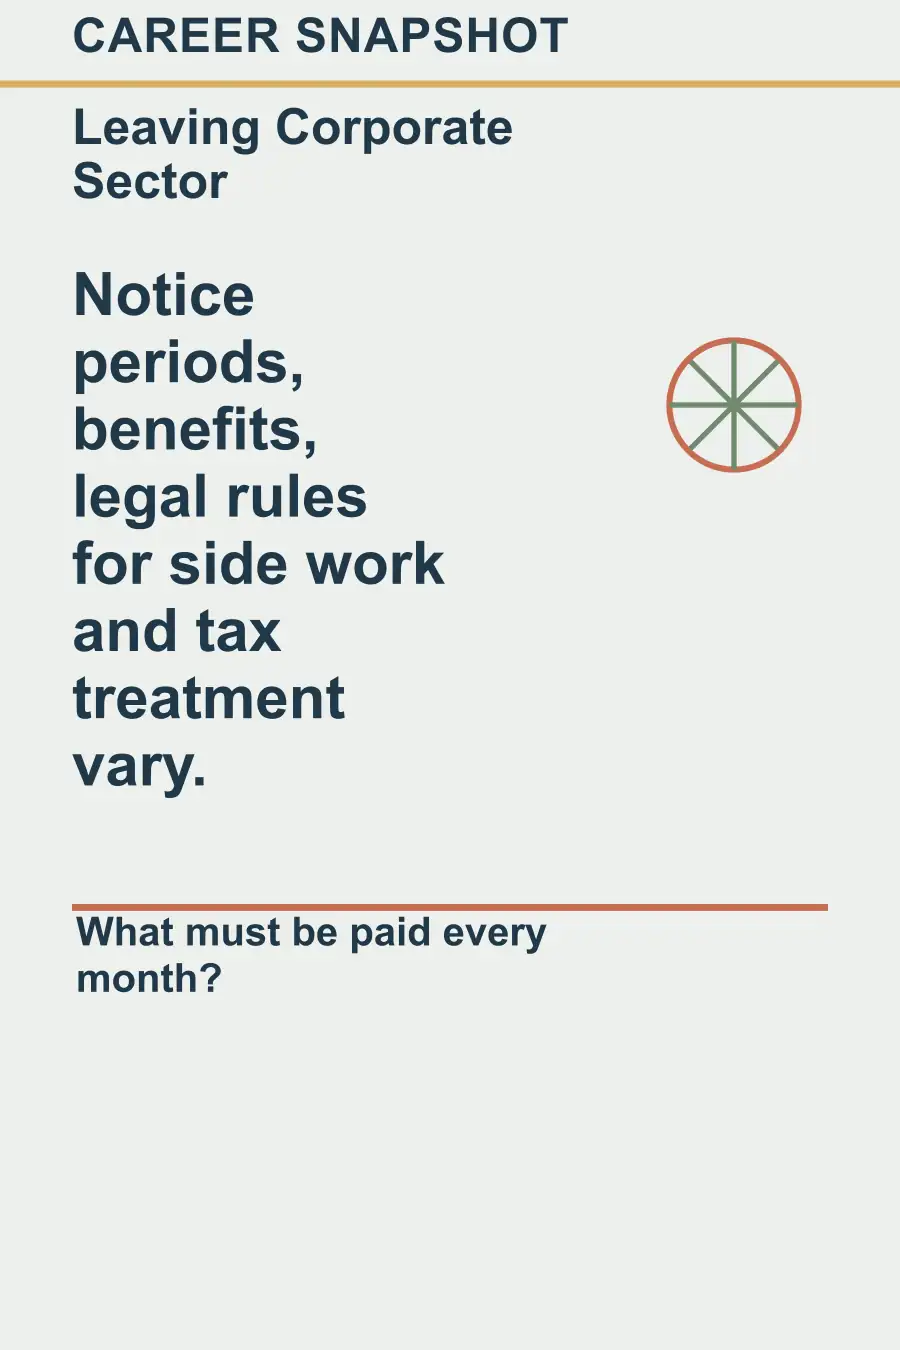 CAREER SNAPSHOT
Leaving Corporate
Sector
Notice
periods,
benefits,
legal rules
for side work
and tax
treatment
vary.
What must be paid every
month?